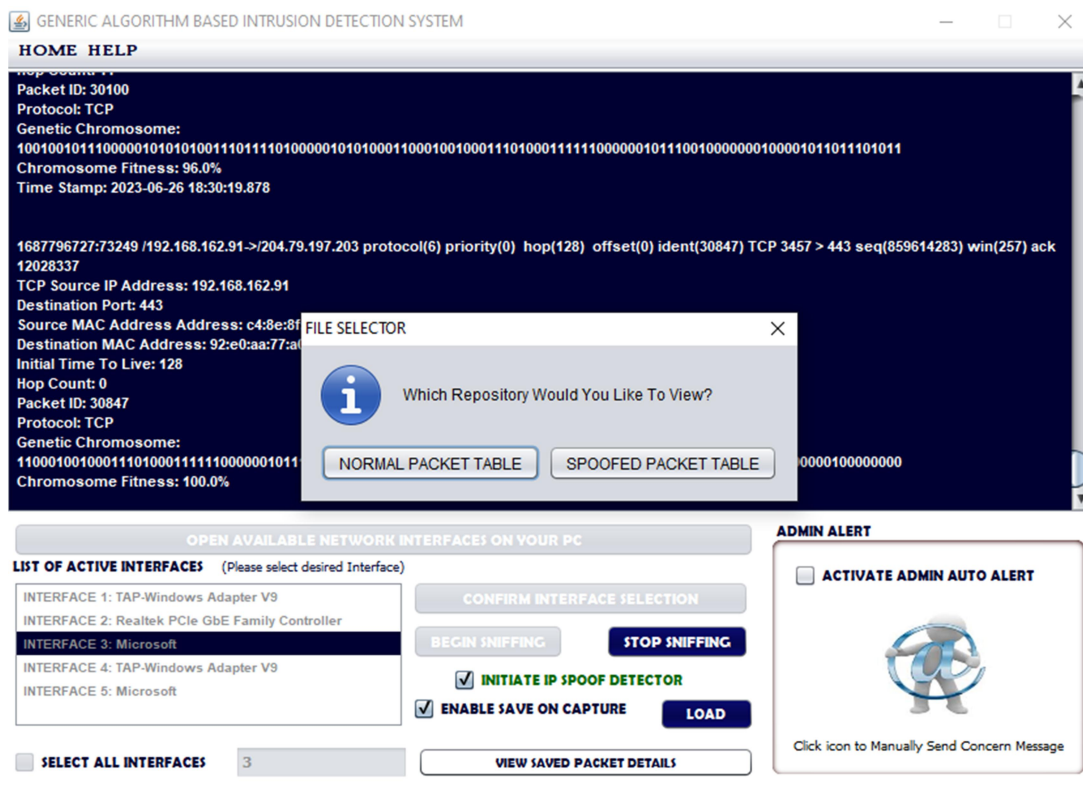 GENERIC ALGORITHM BASED INTRUSION DETECTION SYSTEM
HOME HELP
Packet ID: 30100
Protocol: TCP
Genetic Chromosome:
1001001011100000101010100111011110100000101010001100010010001110100011111100000010111001000000010000101101110101​1
Chromosome Fitness: 96.0%
Time Stamp: 2023-06-26 18:30:19.878
1687796727:73249 /192.168.162.91->/204.79.197.203 protocol(6) priority(0) hop(128) offset(0) ident(30847) TCP 3457 > 443 seq(859614283) win(257) ack
12028337
TCP Source IP Address: 192.168.162.91
Destination Port: 443
Source MAC Address Address: c4:8e:8f
Destination MAC Address: 92:e0:aa:77:a
Initial Time To Live: 128
Hop Count: 0
Packet ID: 30847
Protocol: TCP
Genetic Chromosome:
110001001000111010001111110000001011 0000100000000
Chromosome Fitness: 100.0%
FILE SELECTOR
Which Repository Would You Like To View?
NORMAL PACKET TABLE SPOOFED PACKET TABLE
OPEN AVAILABLE NETWORK INTERFACES ON YOUR PC
LIST OF ACTIVE INTERFACES (Please select desired Interface)
INTERFACE 1: TAP-Windows Adapter V9
INTERFACE 2: Realtek PCIe GbE Family Controller
INTERFACE 3: Microsoft
INTERFACE 4: TAP-Windows Adapter V9
INTERFACE 5: Microsoft
CONFIRM INTERFACE SELECTION
BEGIN SNIFFING STOP SNIFFING
INITIATE IP SPOOF DETECTOR
ENABLE SAVE ON CAPTURE LOAD
SELECT ALL INTERFACES 3 VIEW SAVED PACKET DETAILS
ADMIN ALERT
ACTIVATE ADMIN AUTO ALERT
Click icon to Manually Send Concern Message